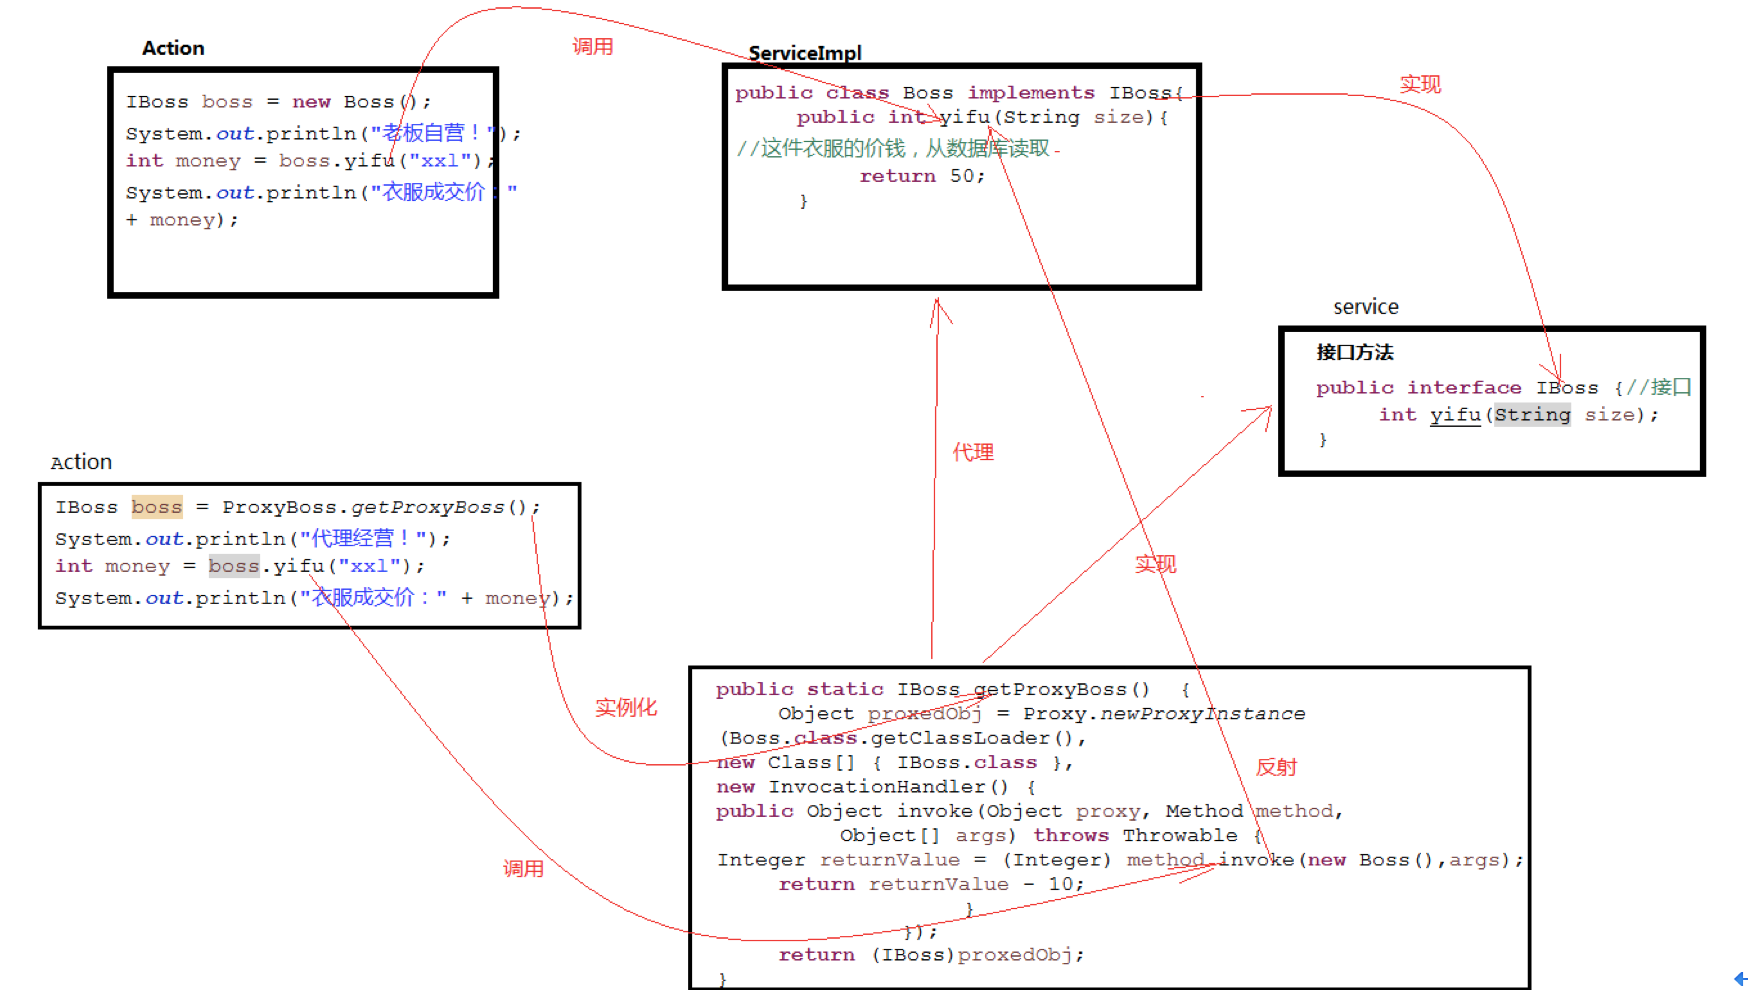 Action
IBoss boss = new Boss();
System.out.println("老板自营！");
int money = boss.yifu("xxl");
System.out.println("衣服成交价："
+ money);
调用
ServiceImpl
public class Boss implements IBoss{
public int yifu(String size){
//这件衣服的价钱，从数据库读取
return 50;
}
实现
service
接口方法
public interface IBoss {//接口
int yifu(String size);
}
代理
实现
Action
IBoss boss = ProxyBoss.getProxyBoss();
System.out.println("代理经营！");
int money = boss.yifu("xxl");
System.out.println("衣服成交价：" + money);
实例化
调用
反射
public static IBoss getProxyBoss() {
Object proxedObj = Proxy.newProxyInstance
(Boss.class.getClassLoader(),
new Class[] { IBoss.class },
new InvocationHandler() {
public Object invoke(Object proxy, Method method,
Object[] args) throws Throwable {
Integer returnValue = (Integer) method.invoke(new Boss(),args);
return returnValue - 10;
}
});
return (IBoss)proxedObj;
}